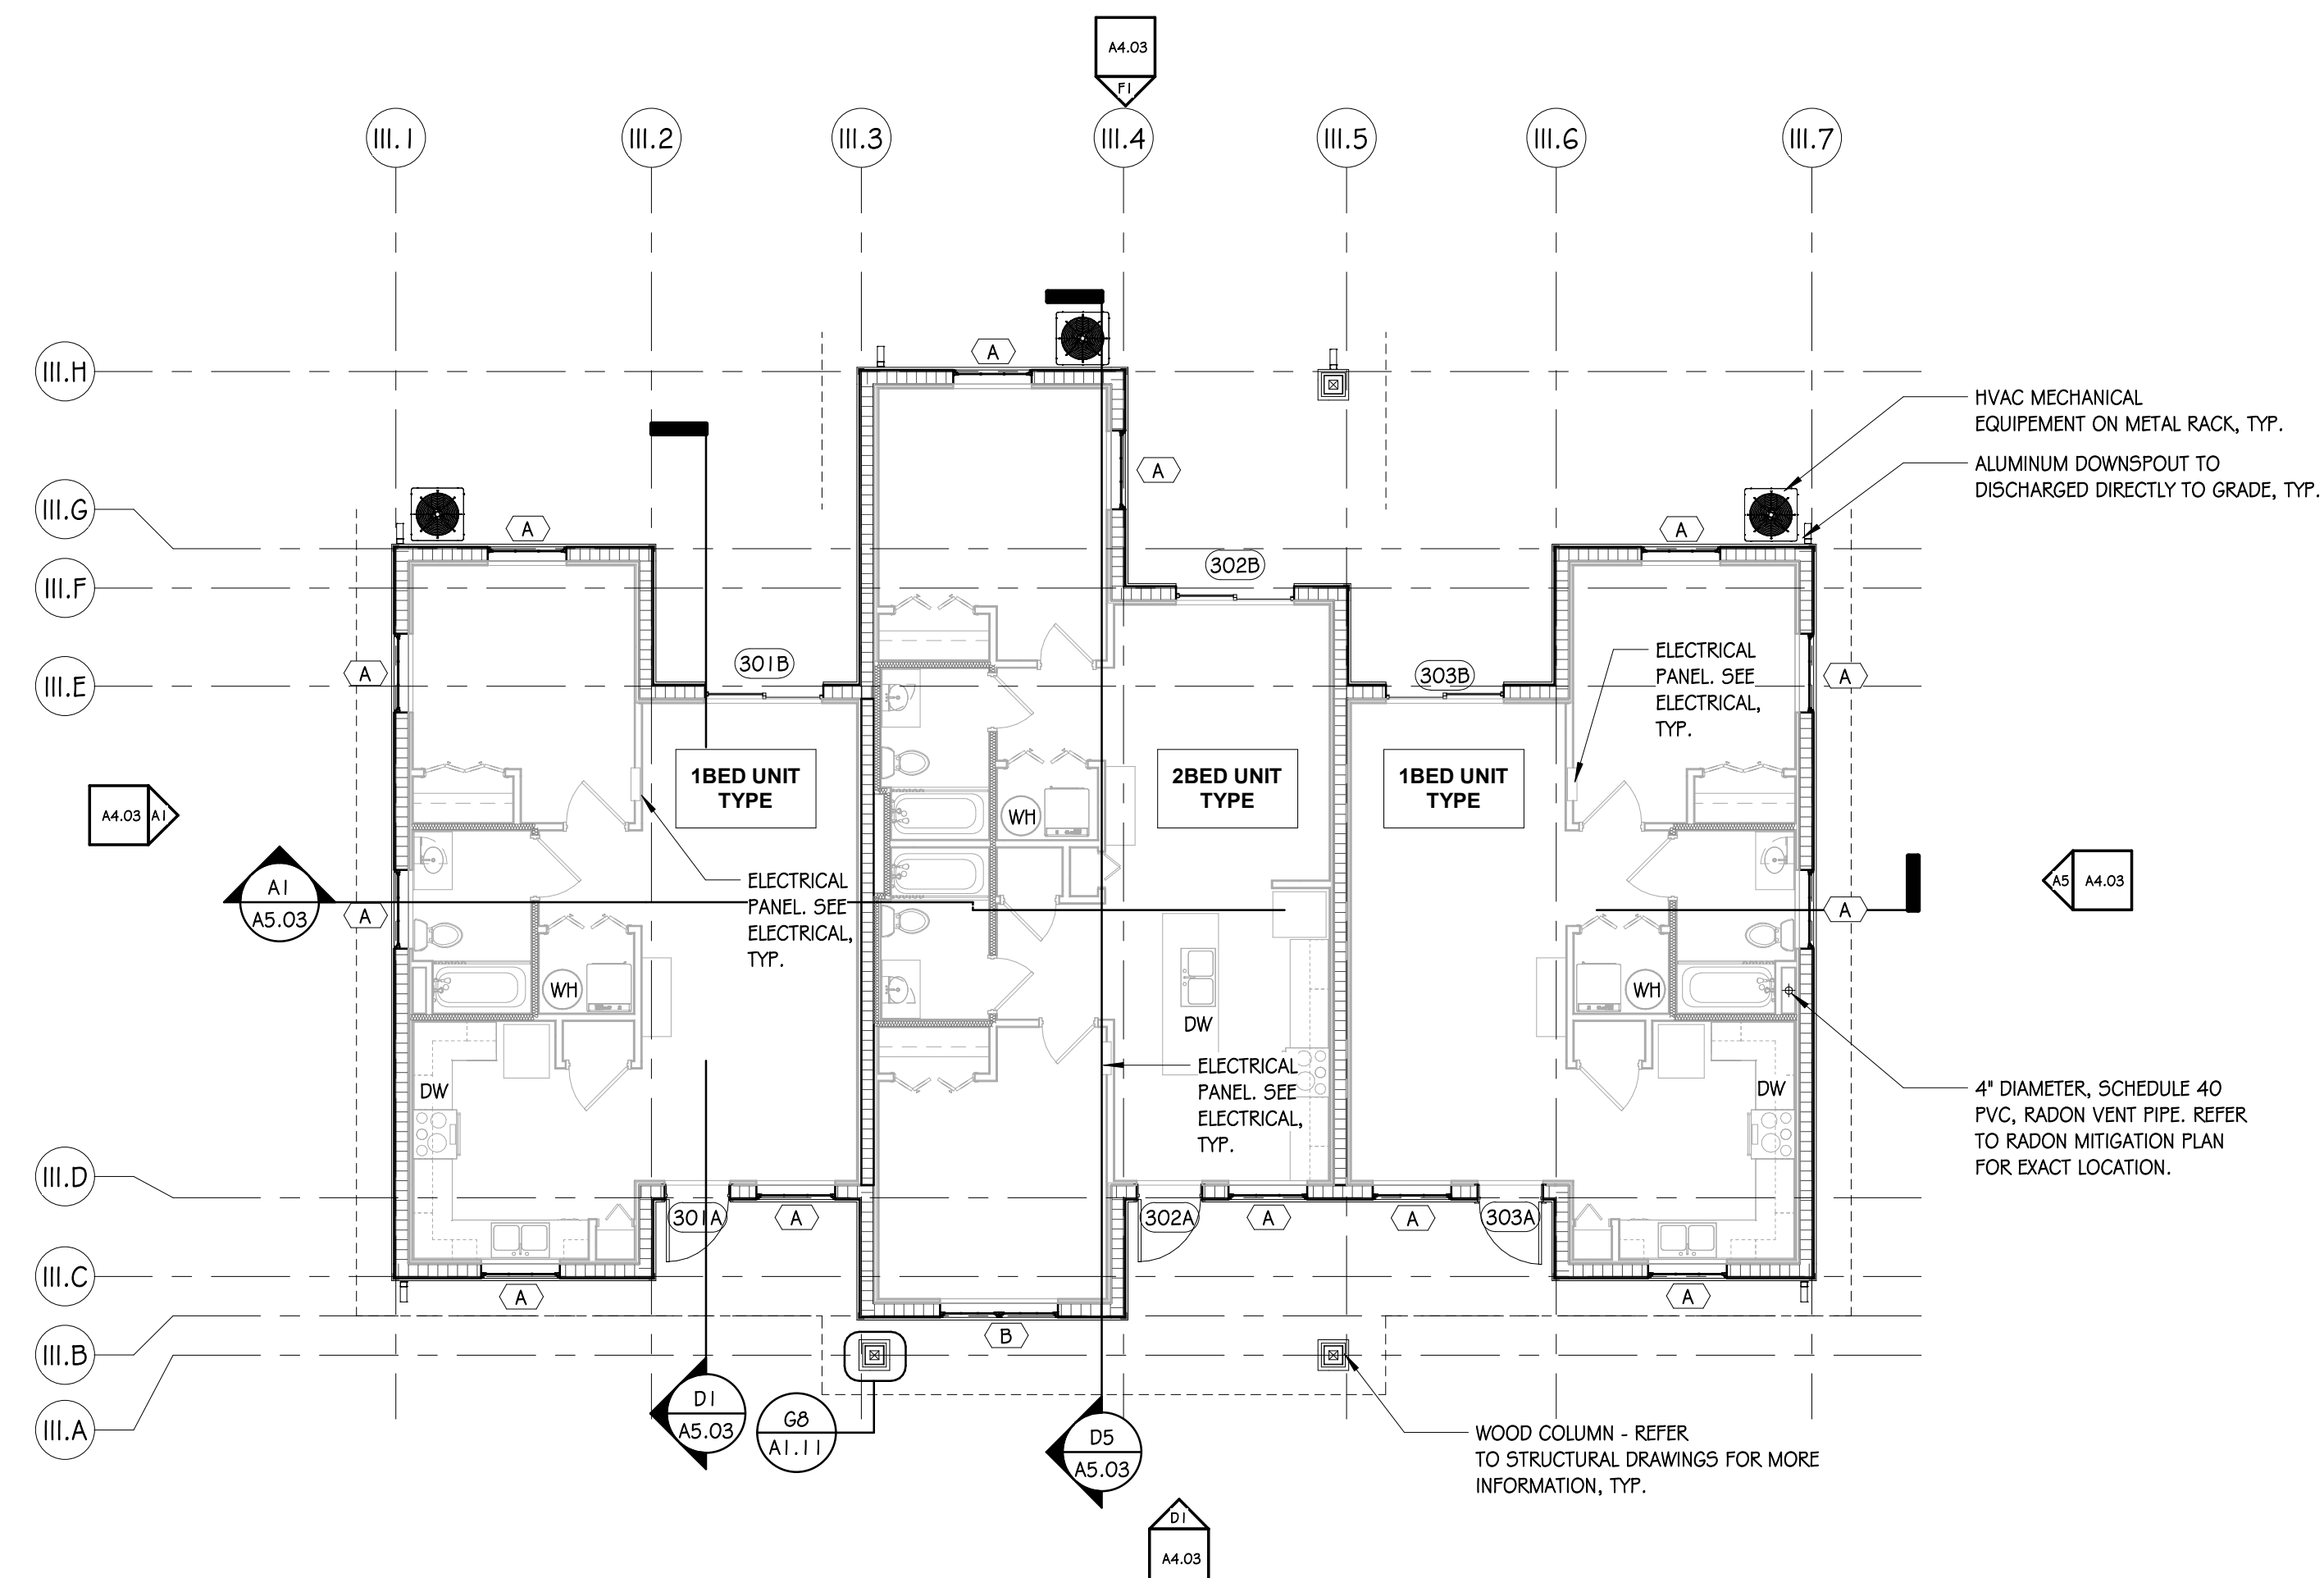 A4.03
F1
III.1
III.2
III.3
III.4
III.5
III.6
III.7
III.H
III.G
III.F
III.E
III.D
III.C
III.B
III.A
A
A
HVAC MECHANICAL
EQUIPEMENT ON METAL RACK, TYP.
ALUMINUM DOWNSPOUT TO
DISCHARGED DIRECTLY TO GRADE, TYP.
A
A
302B
301B
303B
A
A
ELECTRICAL
PANEL. SEE
ELECTRICAL,
TYP.
1BED UNIT
TYPE
2BED UNIT
TYPE
1BED UNIT
TYPE
A4.03
A1
WH
A1
A5.03
A
ELECTRICAL
PANEL. SEE
ELECTRICAL,
TYP.
A
A5
A4.03
WH
WH
DW
DW
DW
ELECTRICAL
PANEL. SEE
ELECTRICAL,
TYP.
4" DIAMETER, SCHEDULE 40
PVC, RADON VENT PIPE. REFER
TO RADON MITIGATION PLAN
FOR EXACT LOCATION.
301A
A
302A
A
A
303A
A
A
B
D1
A5.03
G8
A1.11
D5
A5.03
WOOD COLUMN - REFER
TO STRUCTURAL DRAWINGS FOR MORE
INFORMATION, TYP.
D1
A4.03